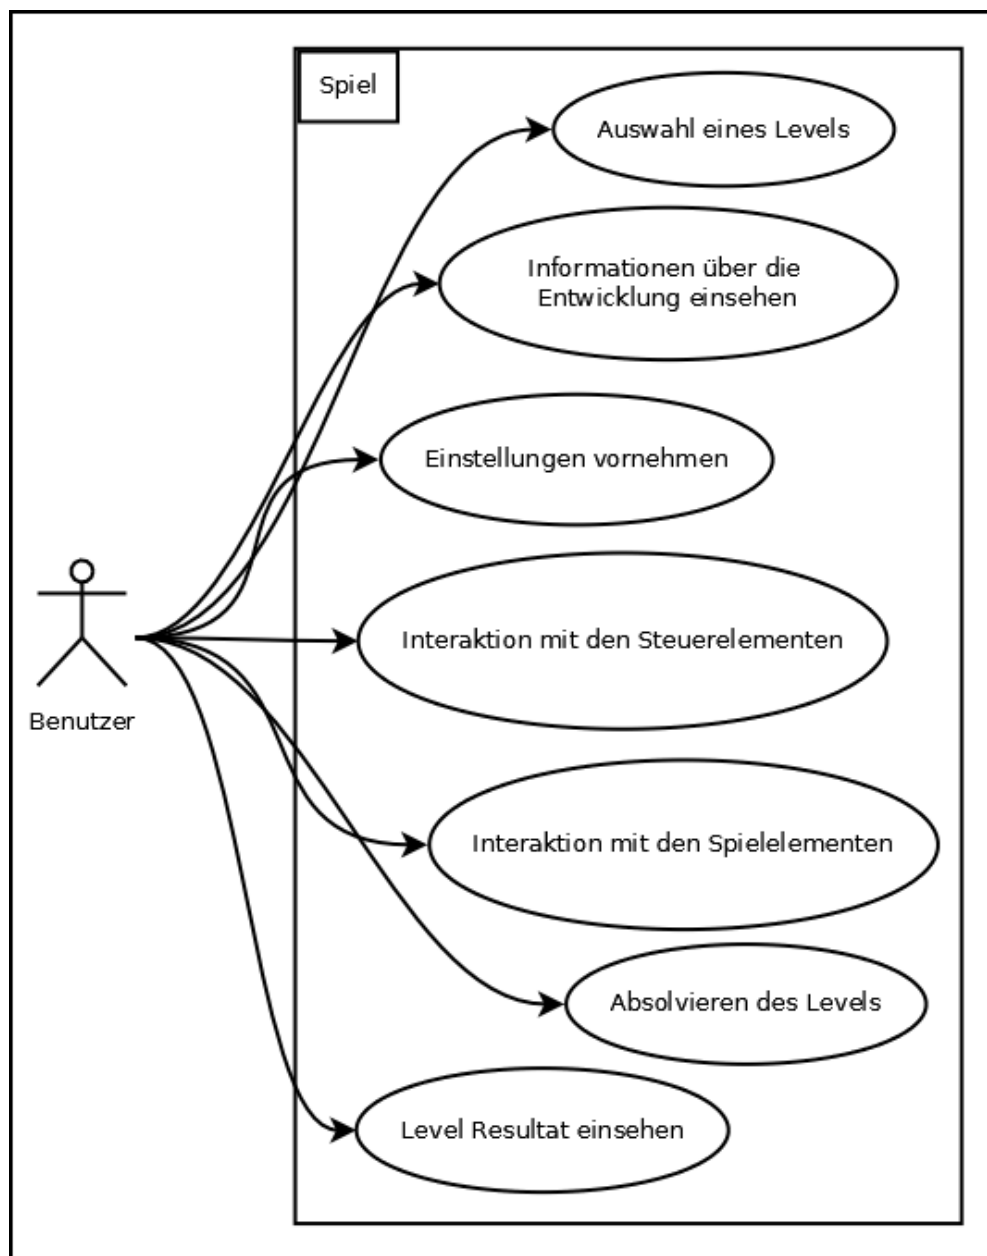 Spiel
Auswahl eines Levels
Informationen über die
Entwicklung einsehen
Einstellungen vornehmen
Interaktion mit den Steuerelementen
Benutzer
Interaktion mit den Spielelementen
Absolvieren des Levels
Level Resultat einsehen